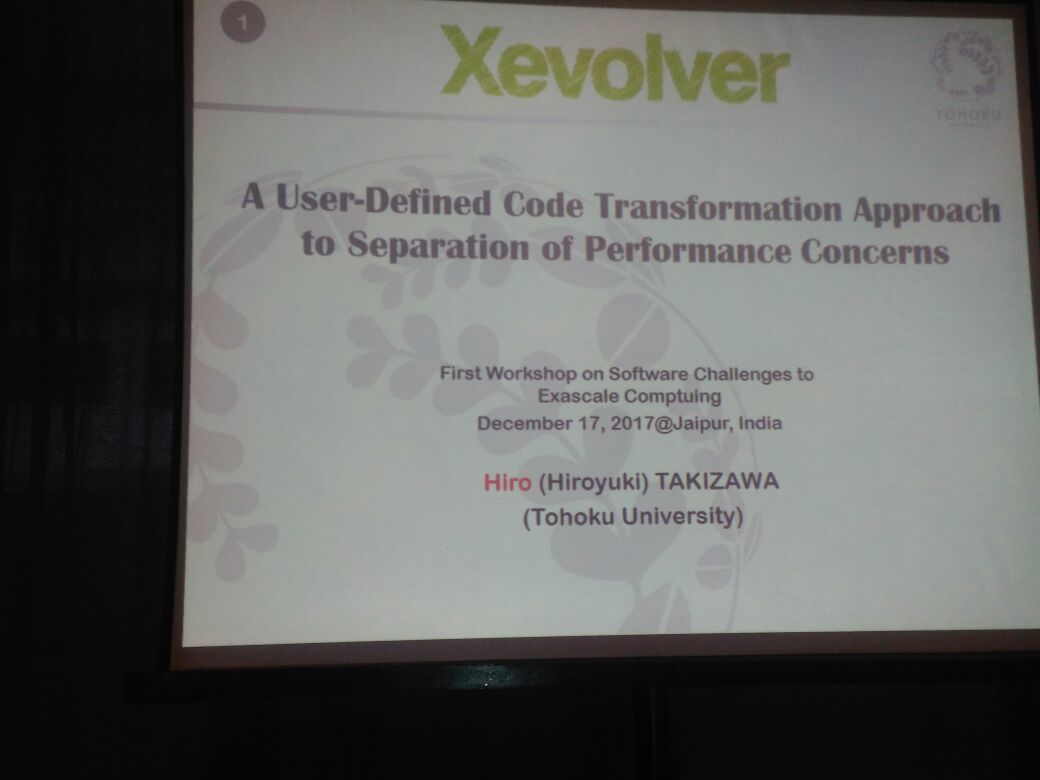 1
Xevolver
TOHOKU
A User-Defined Code Transformation Approach
to Separation of Performance Concerns
First Workshop on Software Challenges to
Exascale Comptuing
December 17, 2017@Jaipur, India
Hiro (Hiroyuki) TAKIZAWA
(Tohoku University)